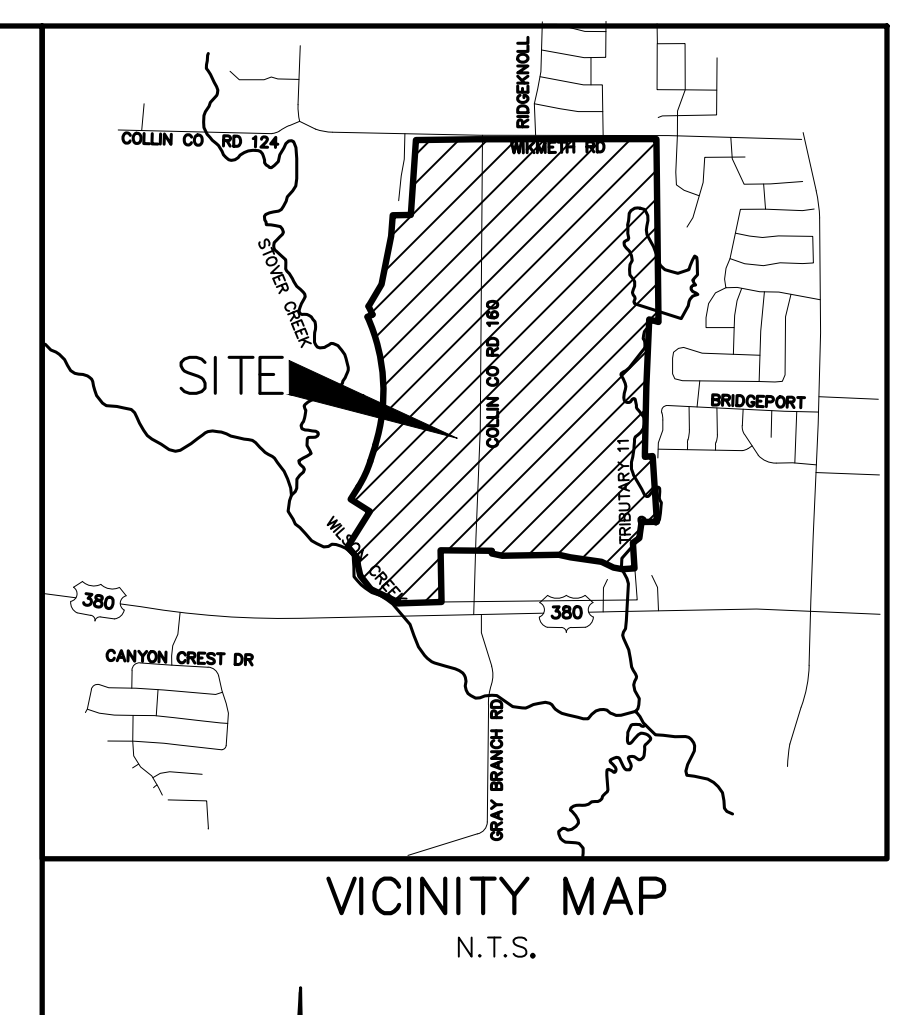 RIDGEKNOLL
COLLIN CO RD 124
WIKMETH RD
STOVER CREEK
COLLIN CO RD 160
SITE
BRIDGEPORT
TRIBUTARY 11
WILSON CREEK
380
380
CANYON CREST DR
GRAY BRANCH RD
VICINITY MAP
N.T.S.